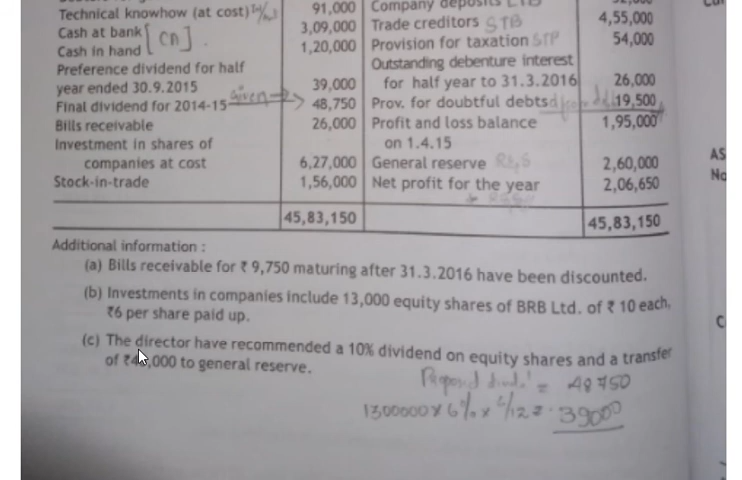 Technical knowhow (at cost) 91,000 Company deposits
Cash at bank 3,09,000 Trade creditors STB 4,55,000
Cash in hand [CA] 1,20,000 Provision for taxation STP 54,000
Preference dividend for half Outstanding debenture interest
year ended 30.9.2015 39,000 for half year to 31.3.2016 26,000
Final dividend for 2014-15 given 48,750 Prov. for doubtful debts 19,500
Bills receivable 26,000 Profit and loss balance 1,95,000
Investment in shares of on 1.4.15
companies at cost 6,27,000 General reserve R&S 2,60,000
Stock-in-trade 1,56,000 Net profit for the year 2,06,650
45,83,150 45,83,150
Additional information :
(a) Bills receivable for ₹ 9,750 maturing after 31.3.2016 have been discounted.
(b) Investments in companies include 13,000 equity shares of BRB Ltd. of ₹ 10 each,
₹6 per share paid up.
(c) The director have recommended a 10% dividend on equity shares and a transfer
of ,000 to general reserve.
Proposed divid = 48750
1300000 x 6% x 6/12 = 39000
AS
No
C